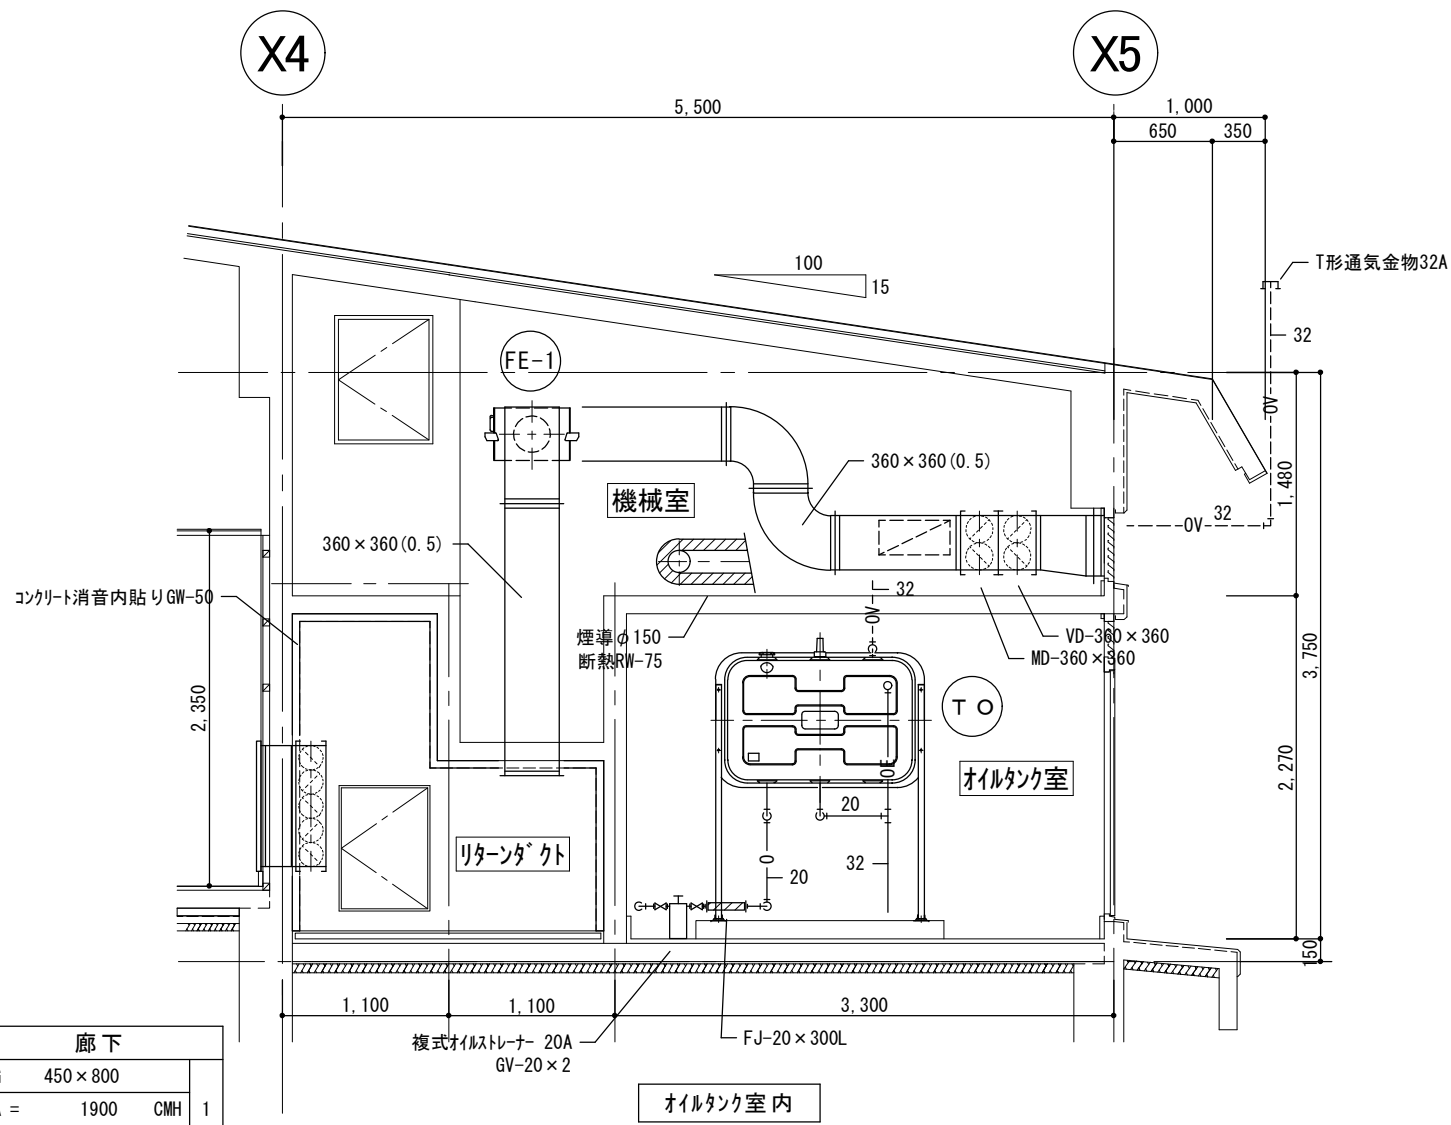 X4
X5
5,500
1,000
650
350
T形通気金物32A
100
15
32
FE-1
OV
360×360(0.5)
1,480
機械室
32
OV
360×360(0.5)
コンクリート消音内貼りGW-50
32
OV
煙導φ150
断熱RW-75
VD-360×360
MD-360×360
3,750
2,350
TO
オイルタンク室
2,270
20
リターンダクト
O
32
20
150
1,100
1,100
3,300
複式オイルストレーナー 20A
GV-20×2
FJ-20×300L
廊下
450×800
=
1900
CMH
1
オイルタンク室内